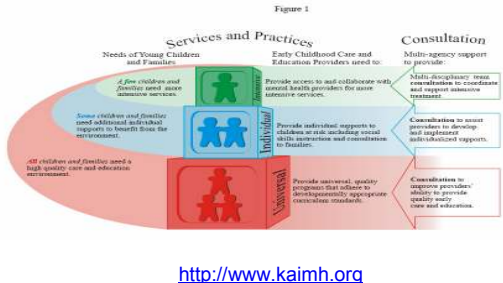 Figure 1
Services and Practices
Consultation
Needs of Young Children
and Families
Early Childhood Care and
Education Providers need to:
Multi-agency support
to provide:
A few children and
families need more
intensive services.
Intense
Provide access to and collaborate with
mental health providers for more
intensive services.
Multi-disciplinary team
consultation to coordinate
and support intensive
treatment.
Some children and families
need additional individual
supports to benefit from the
environment.
Individual
Provide individual supports to
children at risk including social
skills instruction and consultation
to families.
Consultation to assist
providers to develop
and implement
individualized supports.
All children and families need a
high quality care and education
environment.
Universal
Provide universal, quality
programs that adhere to
developmentally appropriate
curriculum standards.
Consultation to
improve providers'
ability to provide
quality early
care and education.
http://www.kaimh.org